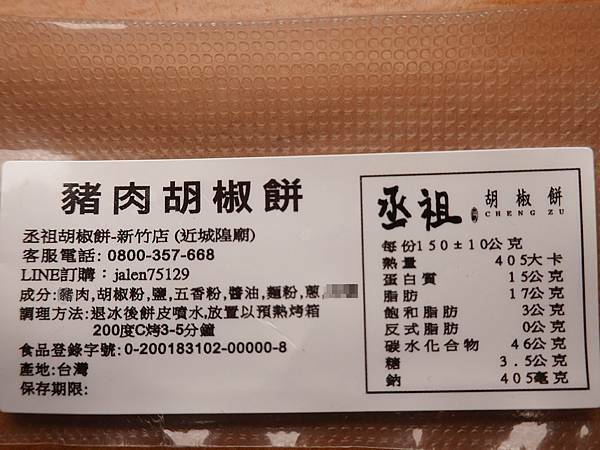 豬肉胡椒餅
丞祖胡椒餅-新竹店 (近城隍廟)
客服電話: 0800-357-668
LINE訂購：jalen75129
成分:豬肉,胡椒粉,鹽,五香粉,醬油,麵粉,蔥,
調理方法:退冰後餅皮噴水,放置以預熱烤箱
200度C烤3-5分鐘
食品登錄字號:0-200183102-00000-8
產地:台灣
保存期限:
丞祖 胡椒餅
CHENG ZU
每份150±10公克
熱量 405大卡
蛋白質 15公克
脂肪 17公克
飽和脂肪 3公克
反式脂肪 0公克
碳水化合物 46公克
糖 3.5公克
鈉 405毫克